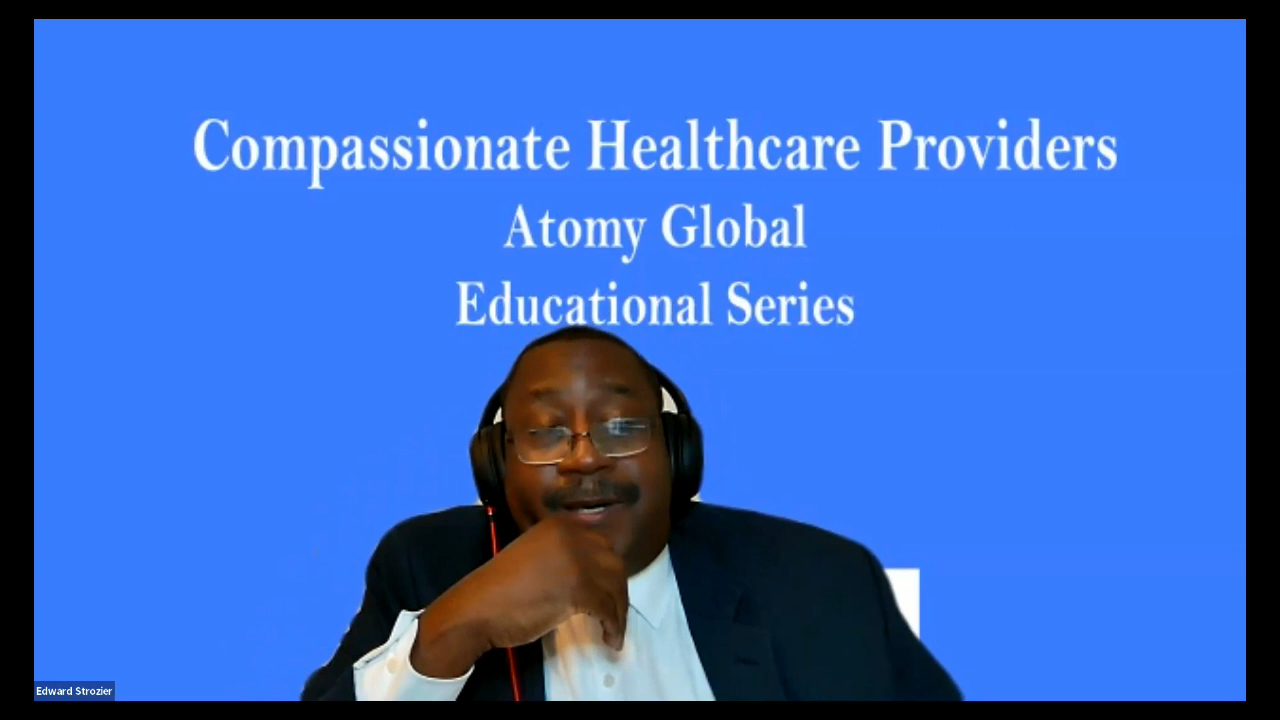 Compassionate Healthcare Providers
Atomy Global
Educational Series
Edward Strozier